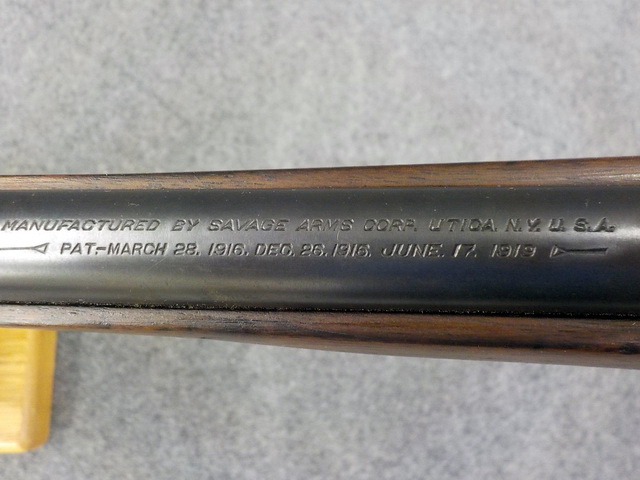 MANUFACTURED BY SAVAGE ARMS CORP. UTICA, N.Y. U.S.A.
PAT.-MARCH 28, 1916. DEC. 26, 1916. JUNE. 17, 1919